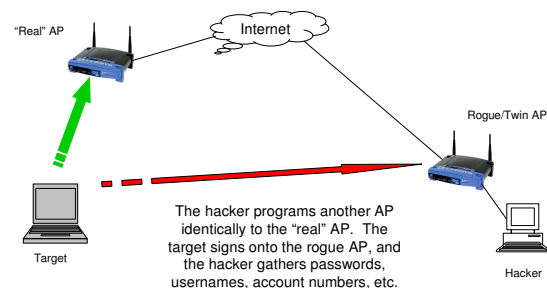 "Real" AP
Internet
Rogue/Twin AP
The hacker programs another AP
identically to the "real" AP. The
target signs onto the rogue AP, and
the hacker gathers passwords,
usernames, account numbers, etc.
Target
Hacker